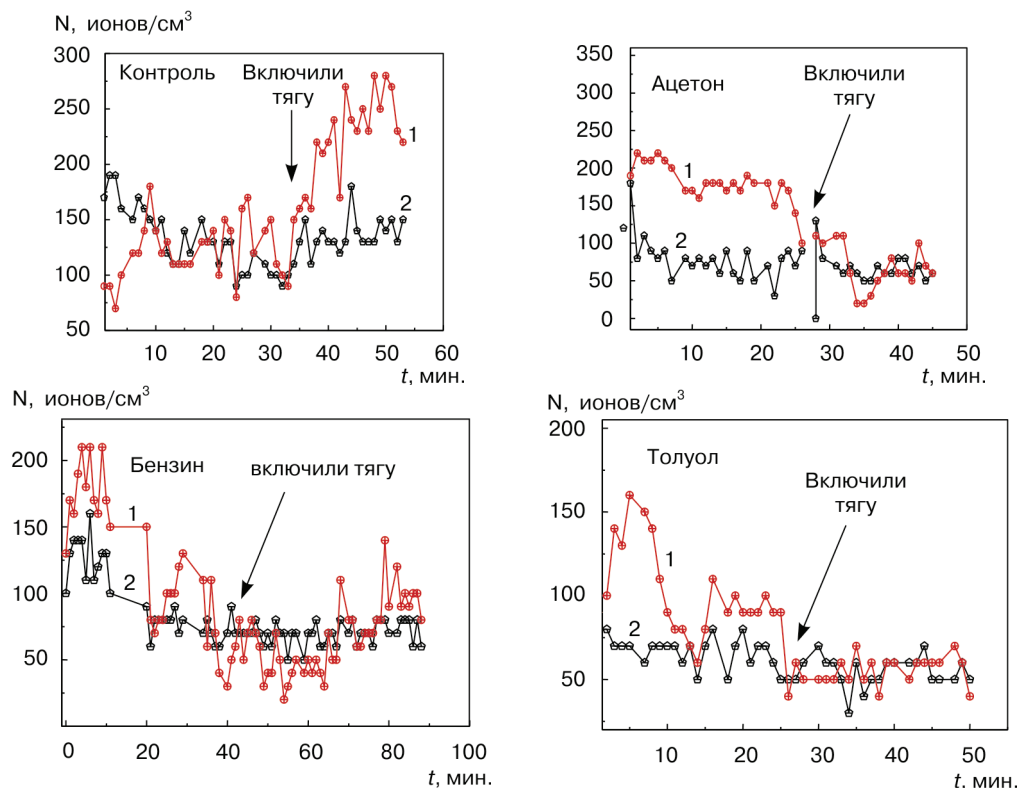 N, ионов/см³
300
250
200
150
100
50
Контроль
Включили
тягу
1
2
10
20
30
40
50
60
t, мин.
350
300
250
200
150
100
50
0
Ацетон
Включили
тягу
1
2
10
20
30
40
50
t, мин.
N, ионов/см³
200
150
100
50
Бензин
включили тягу
1
2
0
20
40
60
80
100
t, мин.
N, ионов/см³
200
150
100
50
Толуол
Включили
тягу
1
2
10
20
30
40
50
t, мин.